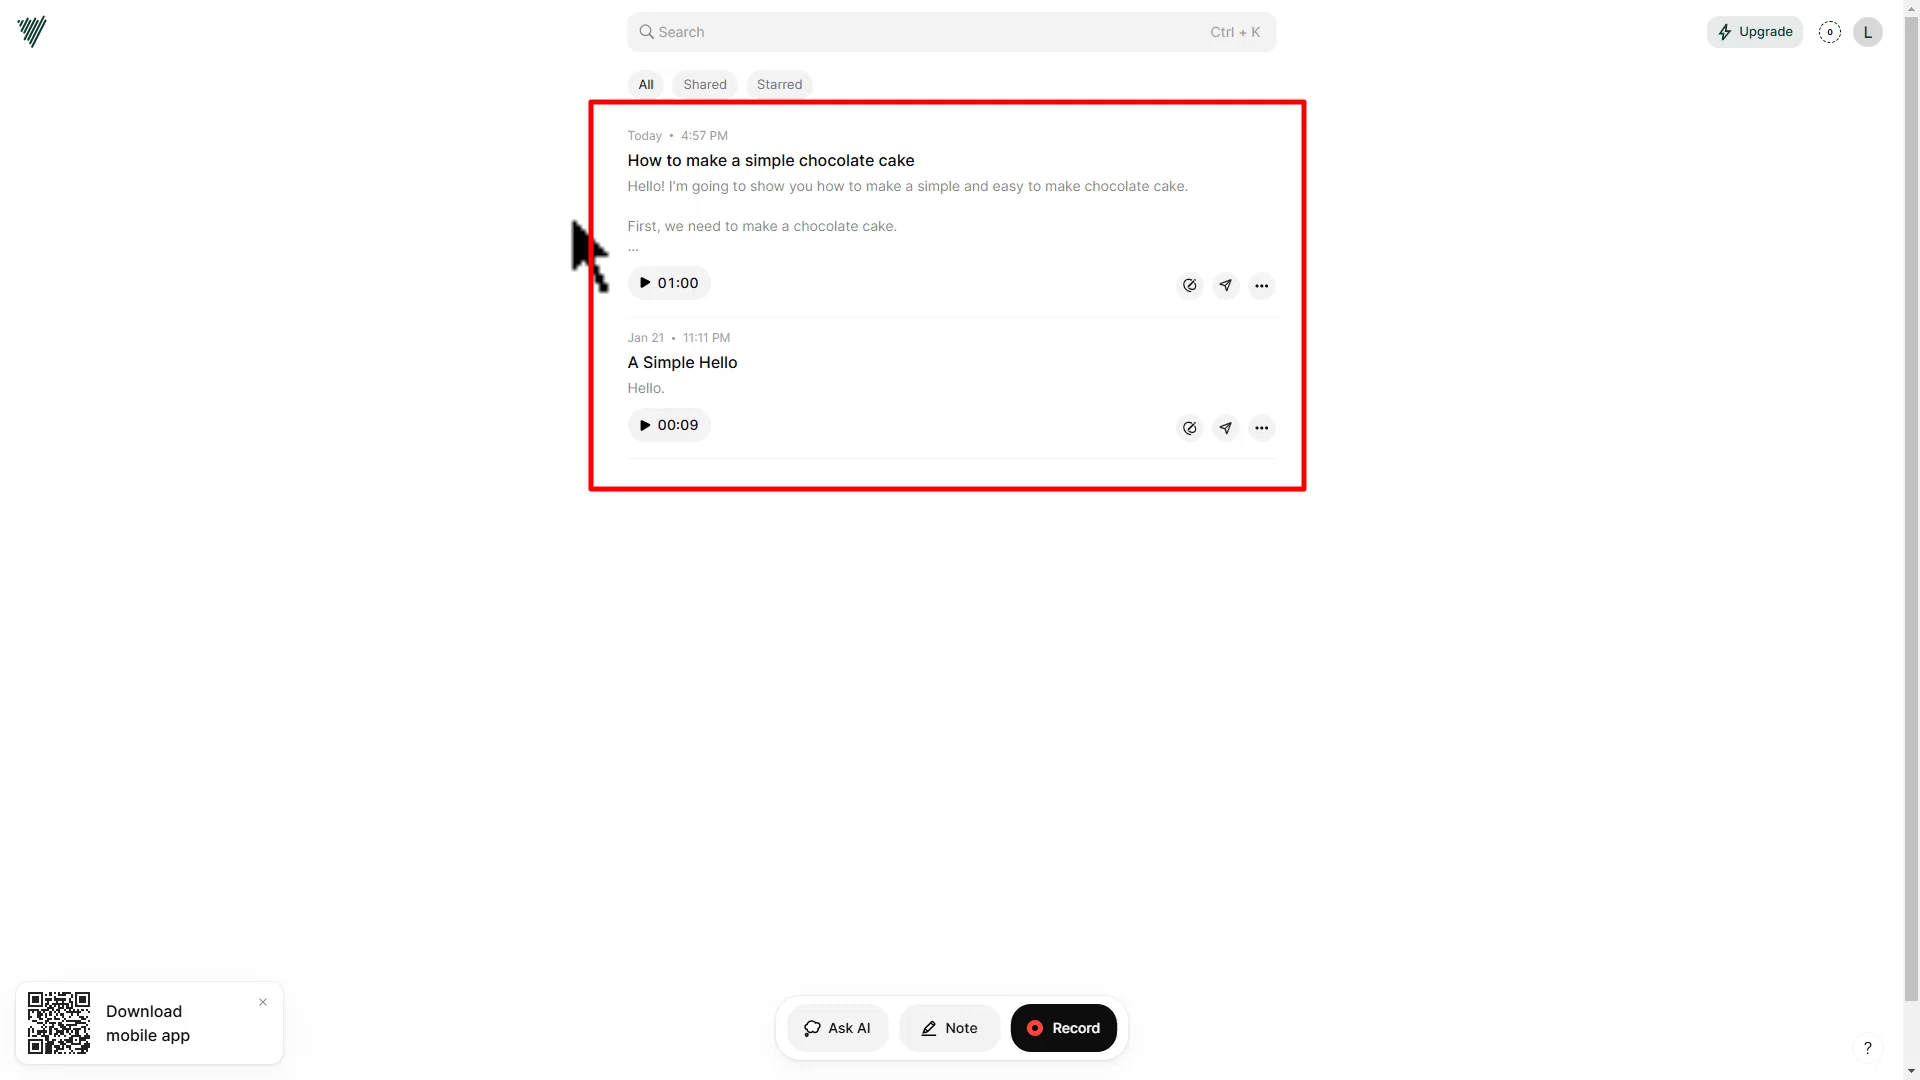 Search Ctrl + K
Upgrade 0 L
All Shared Starred
Today • 4:57 PM
How to make a simple chocolate cake
Hello! I'm going to show you how to make a simple and easy to make chocolate cake.
First, we need to make a chocolate cake.
...
01:00
Jan 21 • 11:11 PM
A Simple Hello
Hello.
00:09
Download
mobile app
Ask AI Note Record
?